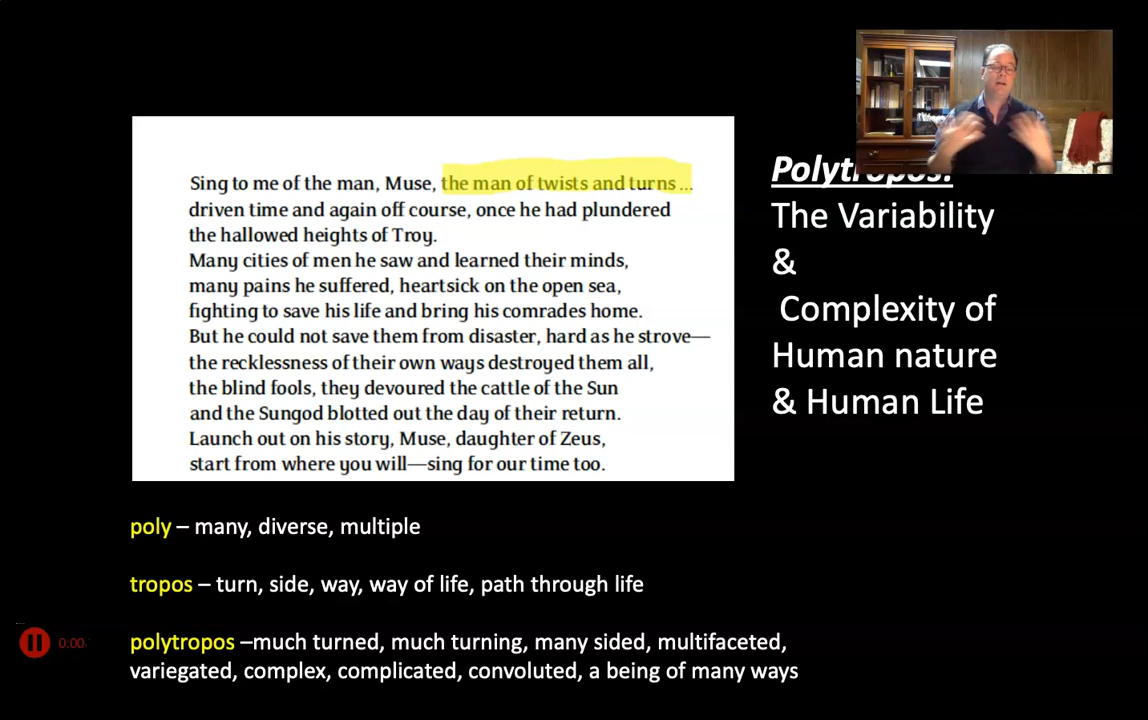 Sing to me of the man, Muse, the man of twists and turns ...
driven time and again off course, once he had plundered
the hallowed heights of Troy.
Many cities of men he saw and learned their minds,
many pains he suffered, heartsick on the open sea,
fighting to save his life and bring his comrades home.
But he could not save them from disaster, hard as he strove—
the recklessness of their own ways destroyed them all,
the blind fools, they devoured the cattle of the Sun
and the Sungod blotted out the day of their return.
Launch out on his story, Muse, daughter of Zeus,
start from where you will—sing for our time too.
Polytropos:
The Variability
&
Complexity of
Human nature
& Human Life
poly – many, diverse, multiple
tropos – turn, side, way, way of life, path through life
polytropos –much turned, much turning, many sided, multifaceted,
variegated, complex, complicated, convoluted, a being of many ways
0:00